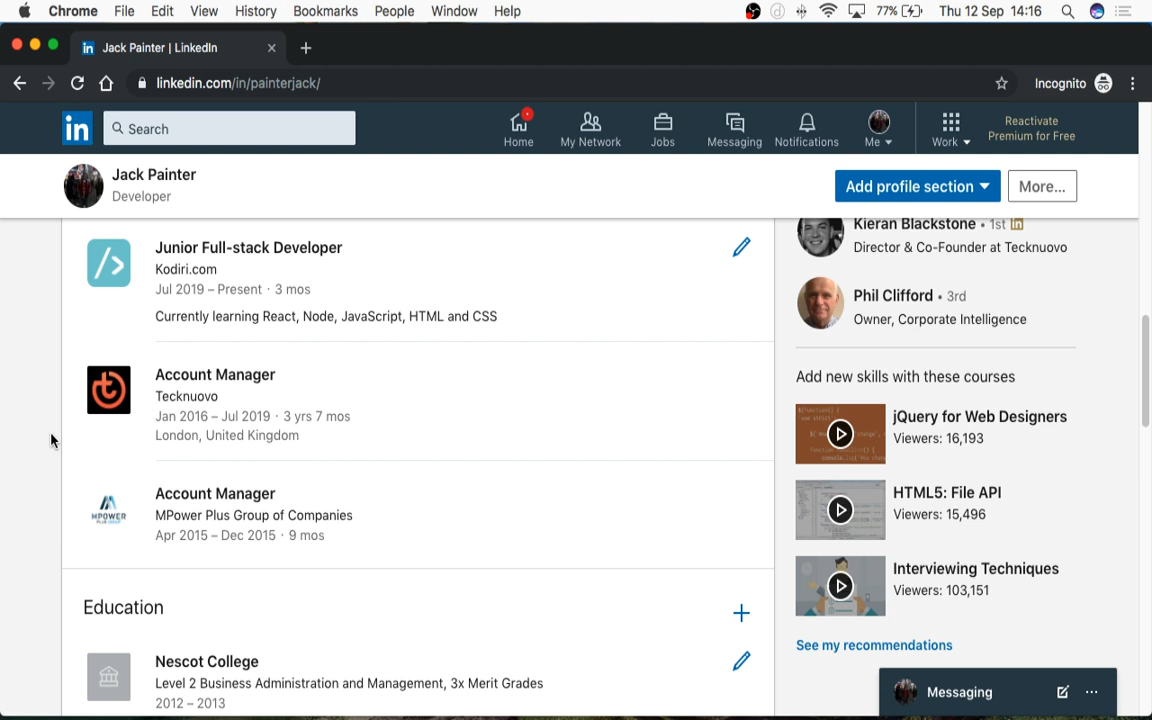 Chrome File Edit View History Bookmarks People Window Help 77% Thu 12 Sep 14:16
in Jack Painter | LinkedIn
linkedin.com/in/painterjack/ Incognito
in Search Home My Network Jobs Messaging Notifications Me Work Reactivate Premium for Free
Jack Painter
Developer
Add profile section More...
Junior Full-stack Developer
Kodiri.com
Jul 2019 – Present · 3 mos
Currently learning React, Node, JavaScript, HTML and CSS
Account Manager
Tecknuovo
Jan 2016 – Jul 2019 · 3 yrs 7 mos
London, United Kingdom
MPOWER
Account Manager
MPower Plus Group of Companies
Apr 2015 – Dec 2015 · 9 mos
Education
Nescot College
Level 2 Business Administration and Management, 3x Merit Grades
2012 – 2013
Kieran Blackstone • 1st in
Director & Co-Founder at Tecknuovo
Phil Clifford • 3rd
Owner, Corporate Intelligence
Add new skills with these courses
jQuery for Web Designers
Viewers: 16,193
HTML5: File API
Viewers: 15,496
Interviewing Techniques
Viewers: 103,151
See my recommendations
Messaging